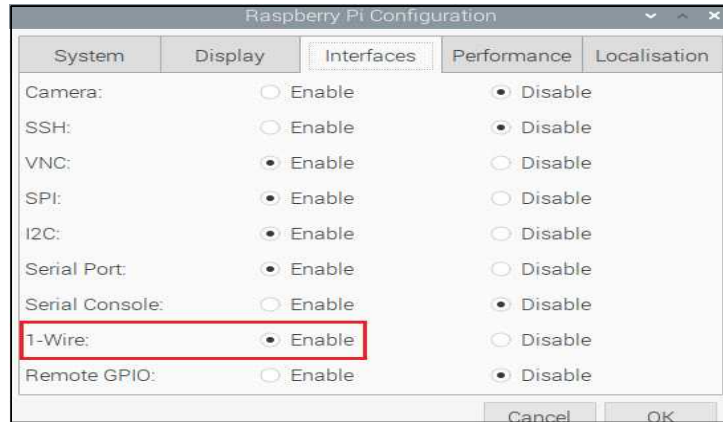 Raspberry Pi Configuration
System Display Interfaces Performance Localisation
Camera: Enable Disable
SSH: Enable Disable
VNC: Enable Disable
SPI: Enable Disable
I2C: Enable Disable
Serial Port: Enable Disable
Serial Console: Enable Disable
1-Wire: Enable Disable
Remote GPIO: Enable Disable
Cancel OK